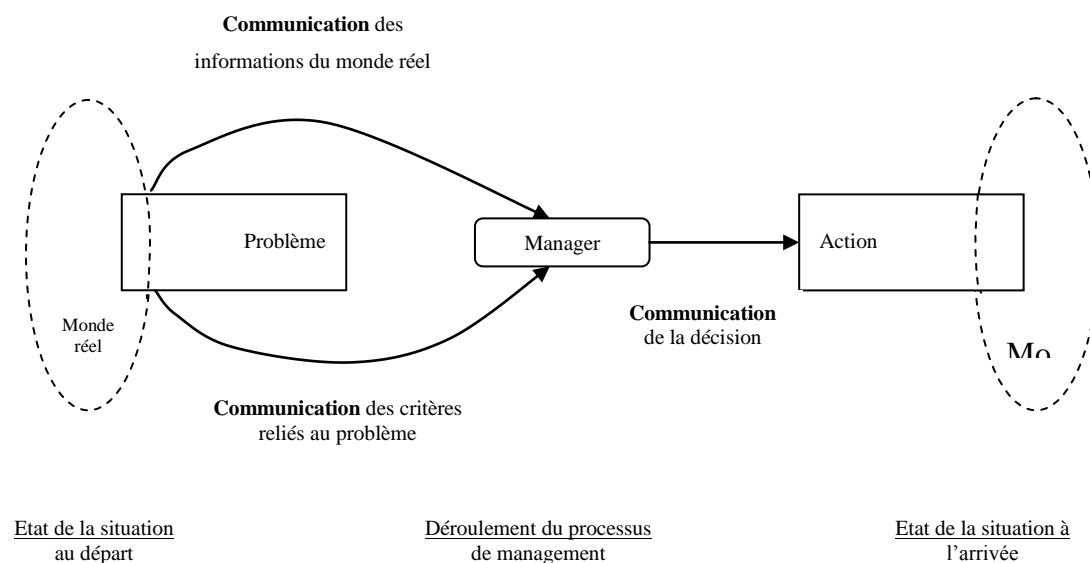 Communication des
informations du monde réel
Problème
Manager
Action
Monde
réel
Communication
de la décision
Mo
Communication des critères
reliés au problème
Etat de la situation
au départ
Déroulement du processus
de management
Etat de la situation à
l'arrivée